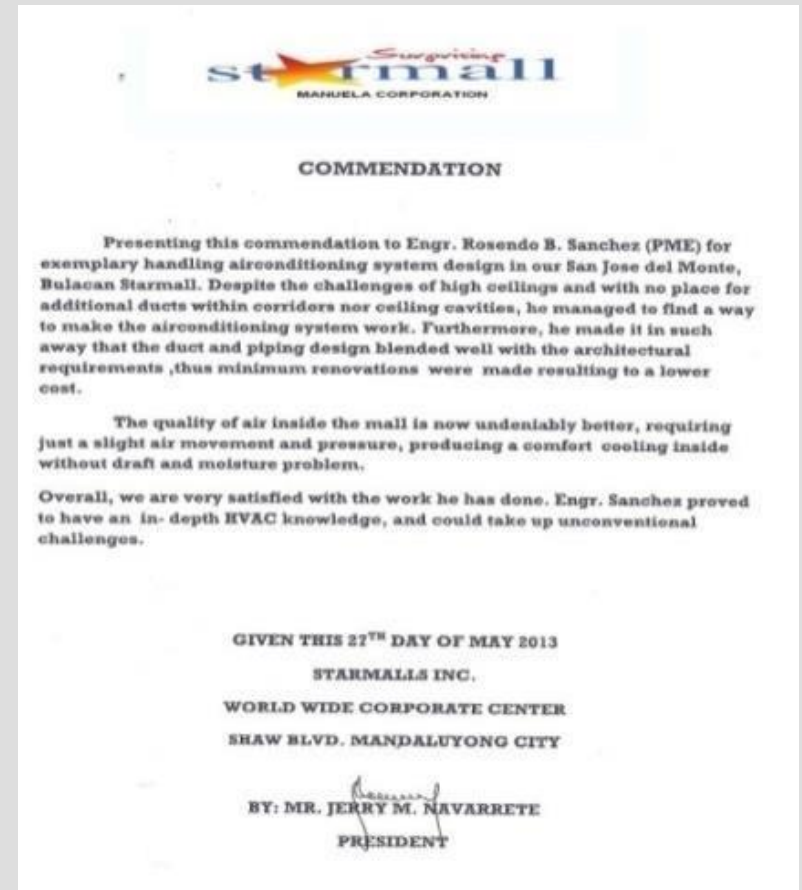 Surprising
starmall
MANUELA CORPORATION
COMMENDATION
Presenting this commendation to Engr. Rosendo B. Sanchez (PME) for
exemplary handling airconditioning system design in our San Jose del Monte,
Bulacan Starmall. Despite the challenges of high ceilings and with no place for
additional ducts within corridors nor ceiling cavities, he managed to find a way
to make the airconditioning system work. Furthermore, he made it in such
away that the duct and piping design blended well with the architectural
requirements ,thus minimum renovations were made resulting to a lower
cost.
The quality of air inside the mall is now undeniably better, requiring
just a slight air movement and pressure, producing a comfort cooling inside
without draft and moisture problem.
Overall, we are very satisfied with the work he has done. Engr. Sanchez proved
to have an in- depth HVAC knowledge, and could take up unconventional
challenges.
GIVEN THIS 27TH DAY OF MAY 2013
STARMALLS INC.
WORLD WIDE CORPORATE CENTER
SHAW BLVD. MANDALUYONG CITY
BY: MR. JERRY M. NAVARRETE
PRESIDENT